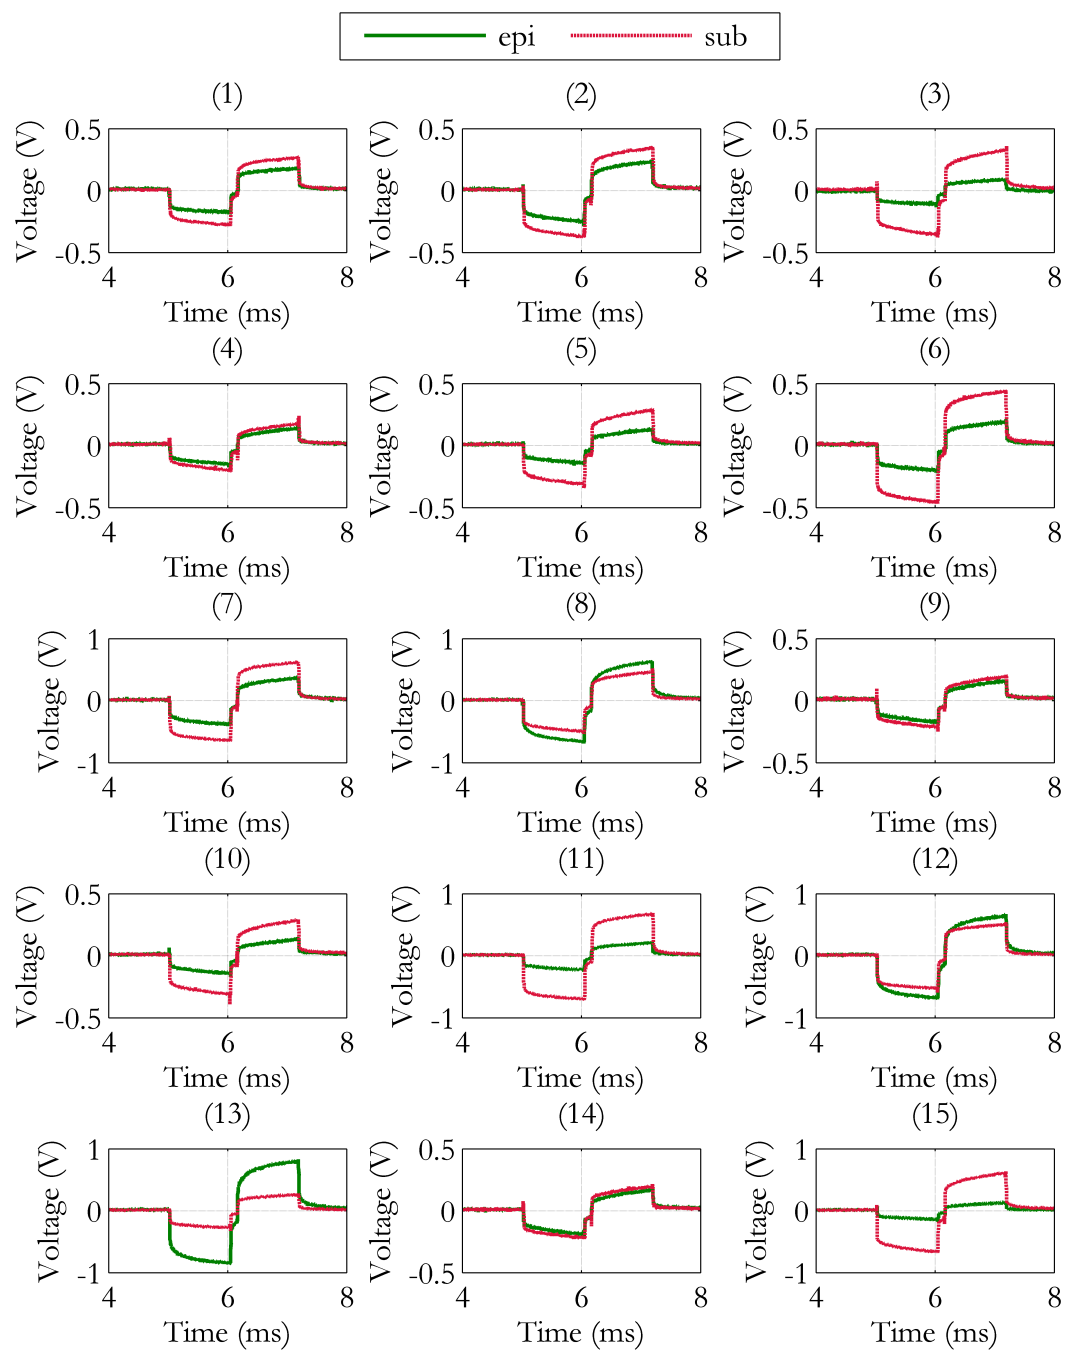 epi sub
(1) (2) (3)
Voltage (V) 0.5 0 -0.5 Voltage (V) 0.5 0 -0.5 Voltage (V) 0.5 0 -0.5
4 6 8 4 6 8 4 6 8
Time (ms) Time (ms) Time (ms)
(4) (5) (6)
Voltage (V) 0.5 0 -0.5 Voltage (V) 0.5 0 -0.5 Voltage (V) 0.5 0 -0.5
4 6 8 4 6 8 4 6 8
Time (ms) Time (ms) Time (ms)
(7) (8) (9)
Voltage (V) 1 0 -1 Voltage (V) 1 0 -1 Voltage (V) 0.5 0 -0.5
4 6 8 4 6 8 4 6 8
Time (ms) Time (ms) Time (ms)
(10) (11) (12)
Voltage (V) 0.5 0 -0.5 Voltage (V) 1 0 -1 Voltage (V) 1 0 -1
4 6 8 4 6 8 4 6 8
Time (ms) Time (ms) Time (ms)
(13) (14) (15)
Voltage (V) 1 0 -1 Voltage (V) 0.5 0 -0.5 Voltage (V) 1 0 -1
4 6 8 4 6 8 4 6 8
Time (ms) Time (ms) Time (ms)